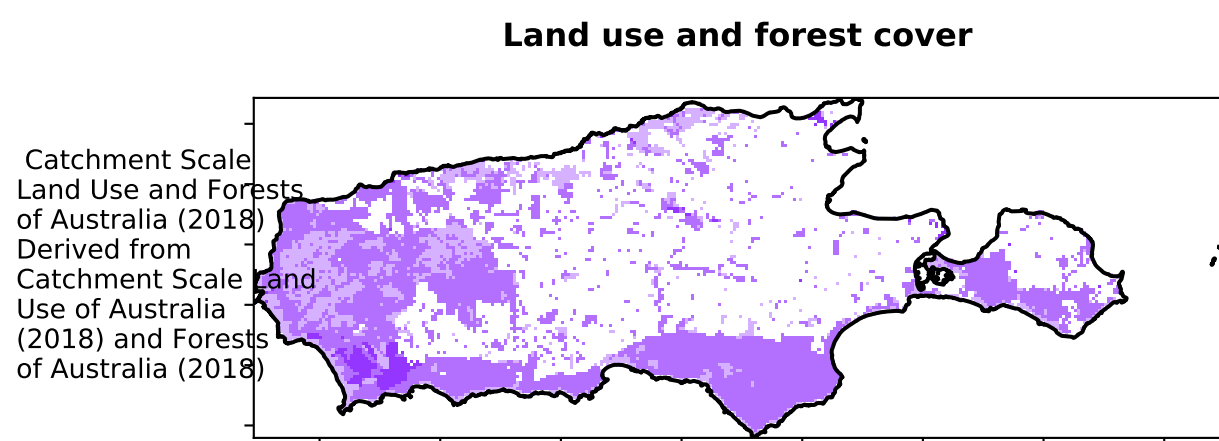 Land use and forest cover
Catchment Scale
Land Use and Forests
of Australia (2018)
Derived from
Catchment Scale Land
Use of Australia
(2018) and Forests
of Australia (2018)